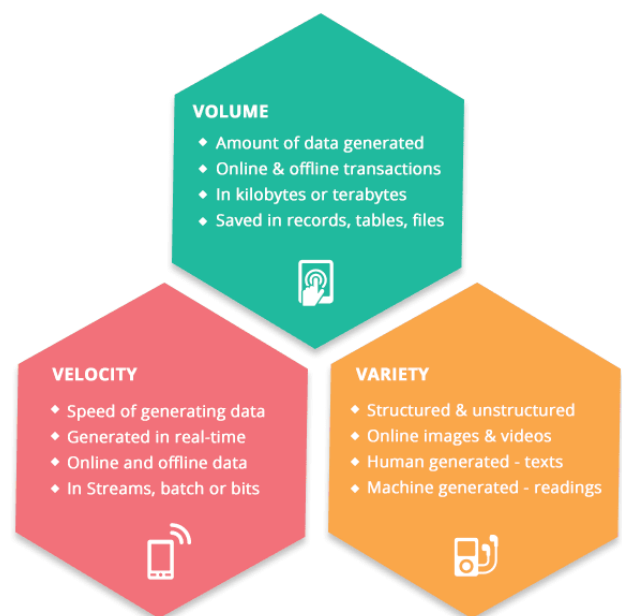 VOLUME
Amount of data generated
Online & offline transactions
In kilobytes or terabytes
Saved in records, tables, files
VELOCITY
Speed of generating data
Generated in real-time
Online and offline data
In Streams, batch or bits
VARIETY
Structured & unstructured
Online images & videos
Human generated - texts
Machine generated - readings